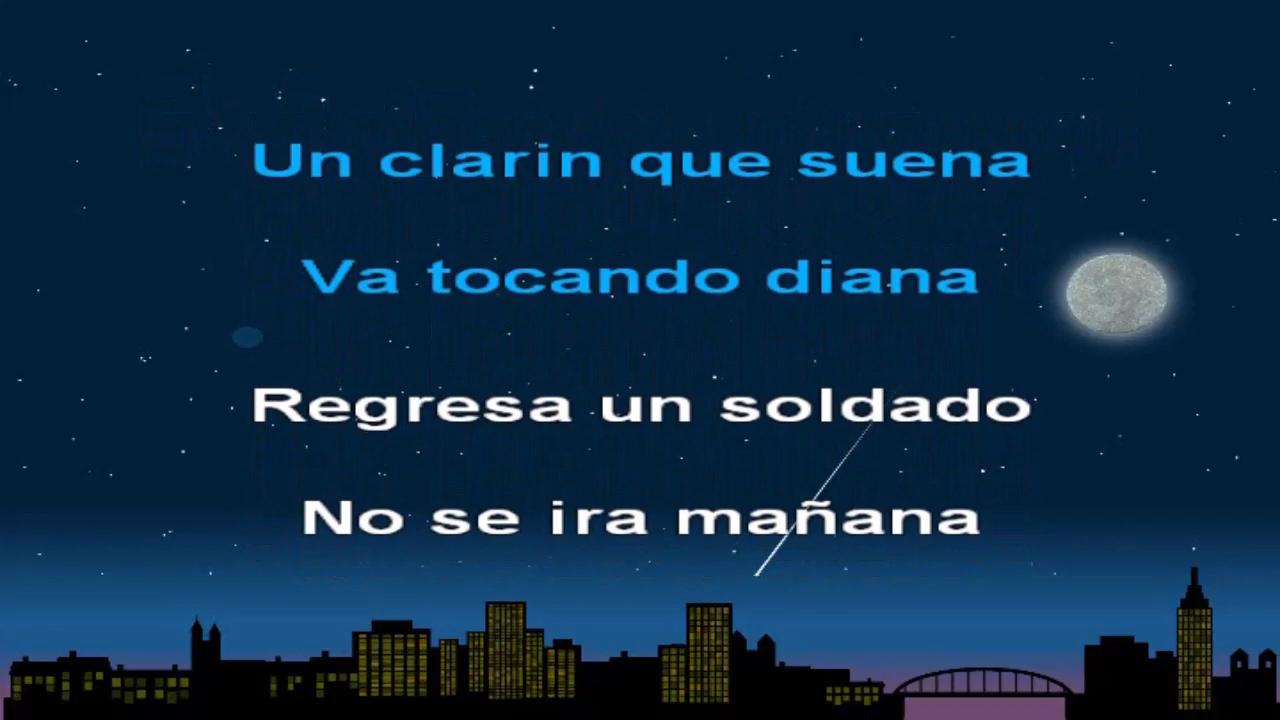 Un clarin que suena
Va tocando diana
Regresa un soldado
No se ira mañana